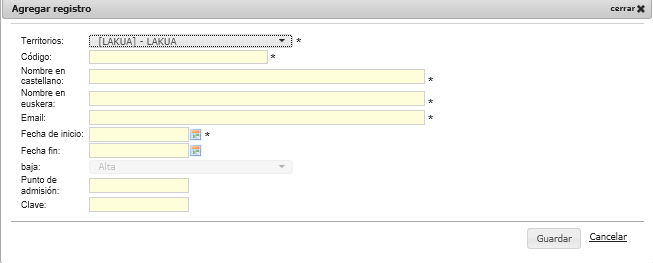 Agregar registro
cerrar
Territorios: [LAKUA] - LAKUA *
Código: *
Nombre en
castellano: *
Nombre en
euskera: *
Email: *
Fecha de inicio: *
Fecha fin:
baja: Alta
Punto de
admisión:
Clave:
Guardar Cancelar